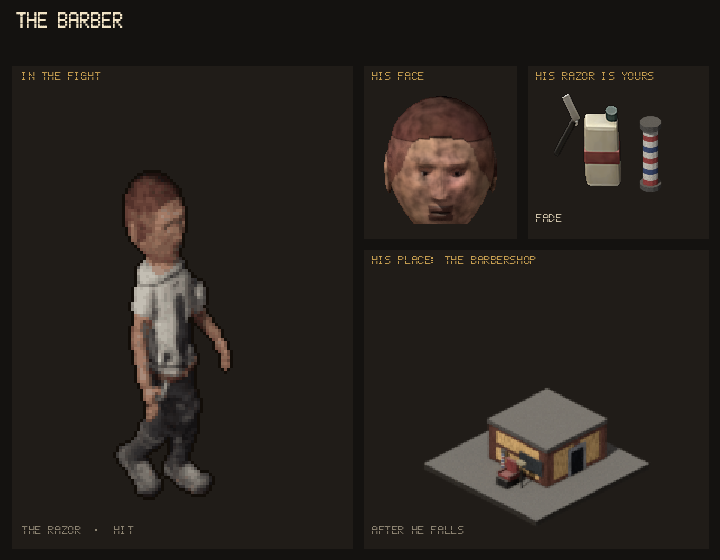 THE BARBER
IN THE FIGHT
HIS FACE
HIS RAZOR IS YOURS
FADE
HIS PLACE: THE BARBERSHOP
THE RAZOR · HIT
AFTER HE FALLS